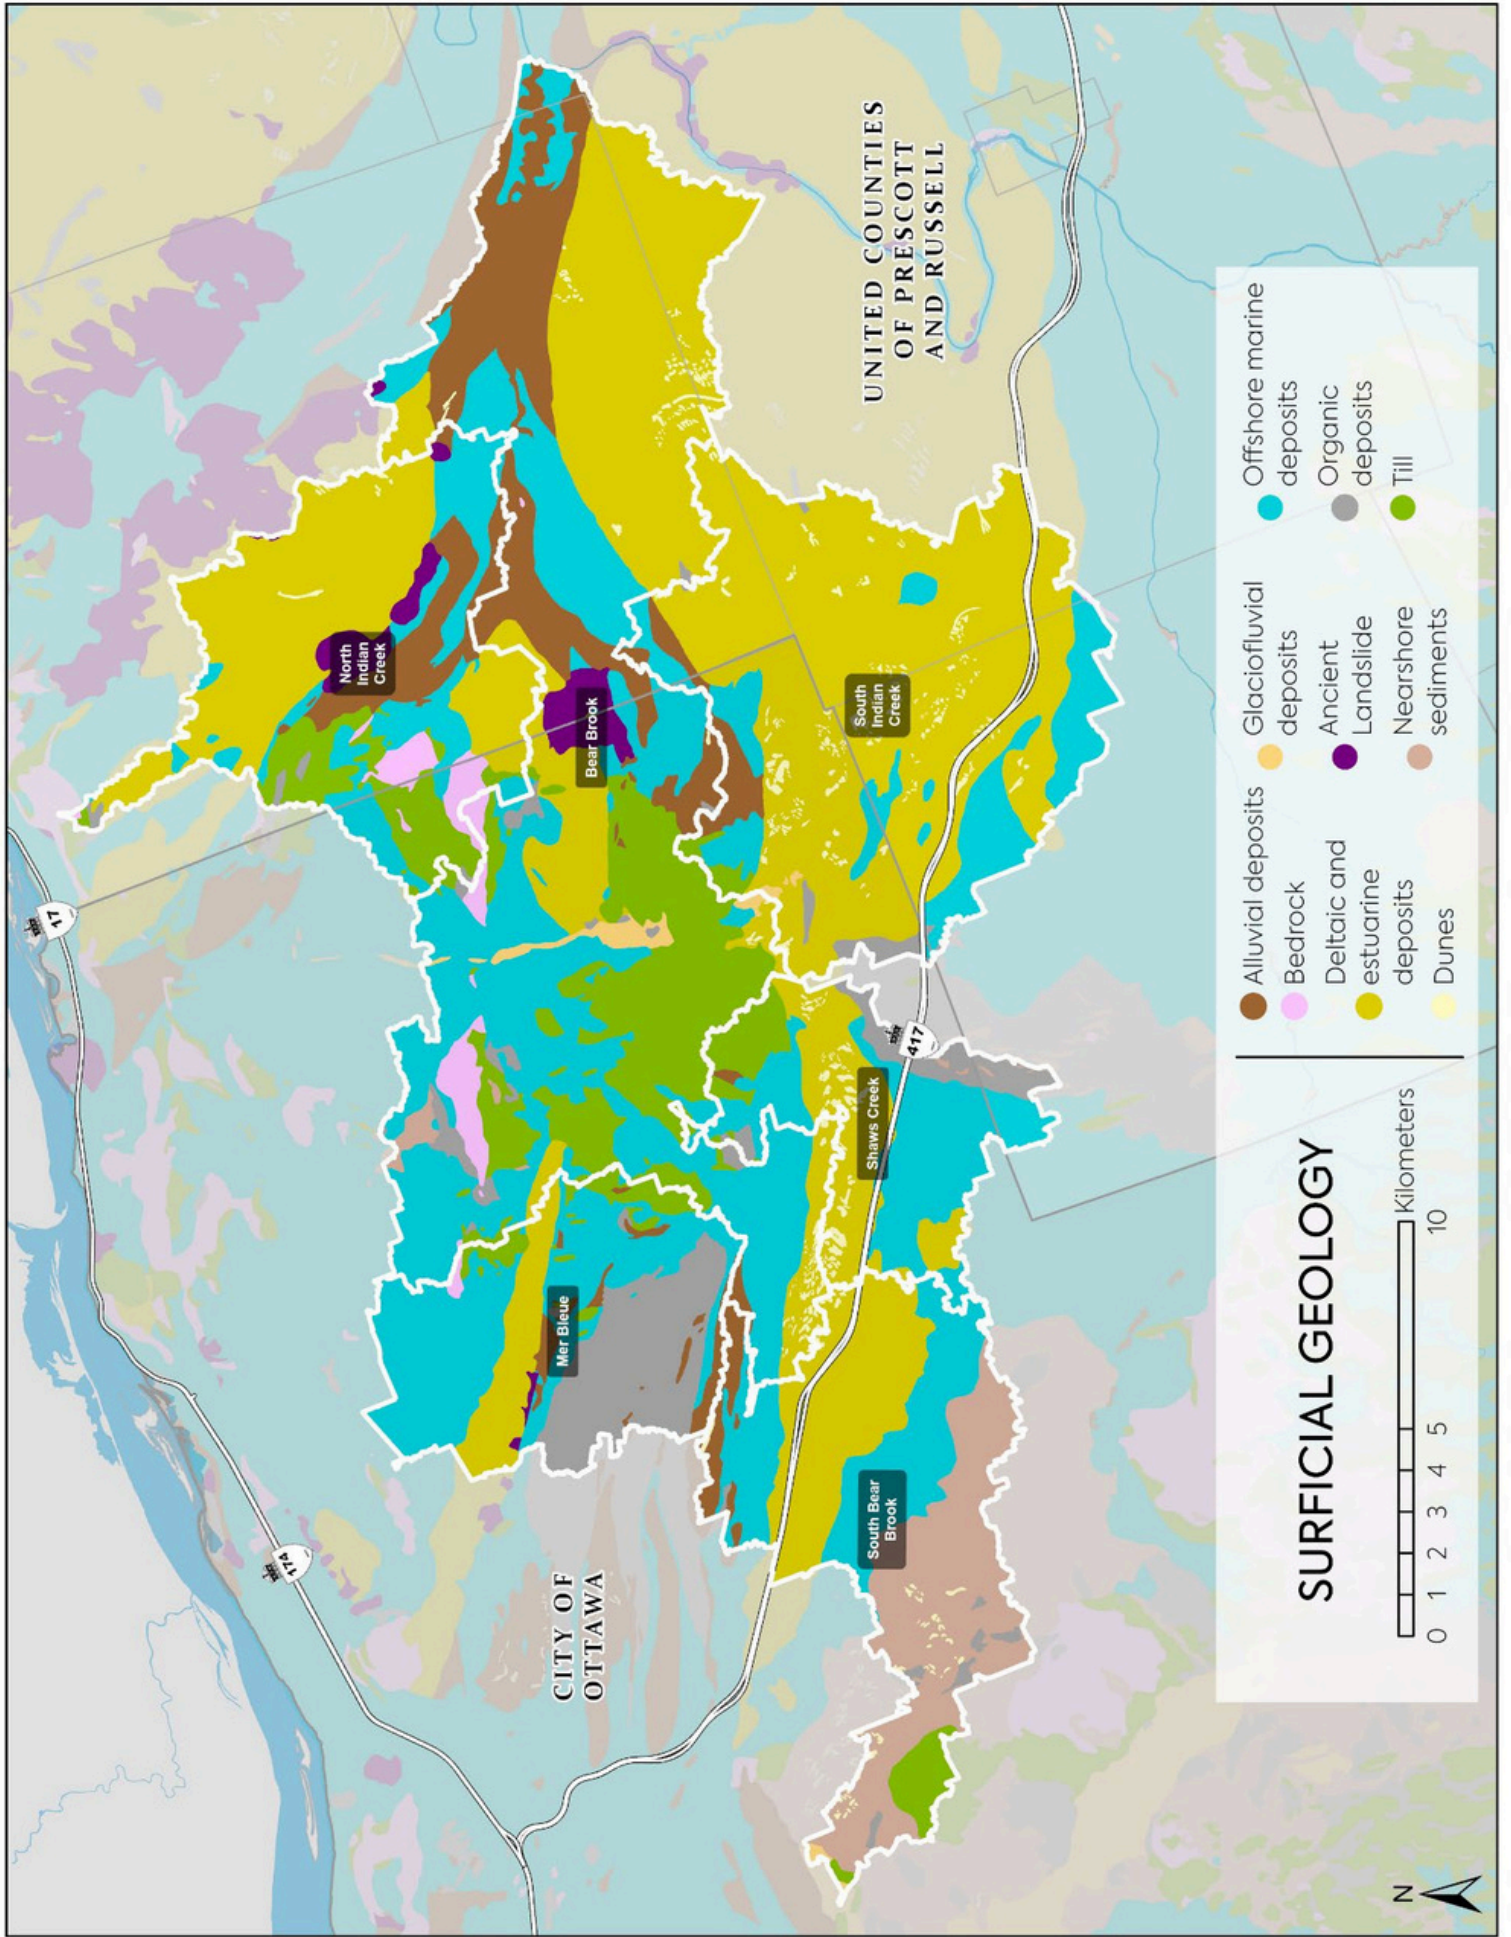 17
174
417
CITY OF
OTTAWA
UNITED COUNTIES
OF PRESCOTT
AND RUSSELL
North
Indian
Creek
Bear Brook
Mer Bleue
South
Indian
Creek
Shaws Creek
South Bear
Brook
N
SURFICIAL GEOLOGY
0 1 2 3 4 5 10 Kilometers
Alluvial deposits
Bedrock
Deltaic and
estuarine
deposits
Dunes
Glaciofluvial
deposits
Ancient
Landslide
Nearshore
sediments
Offshore marine
deposits
Organic
deposits
Till